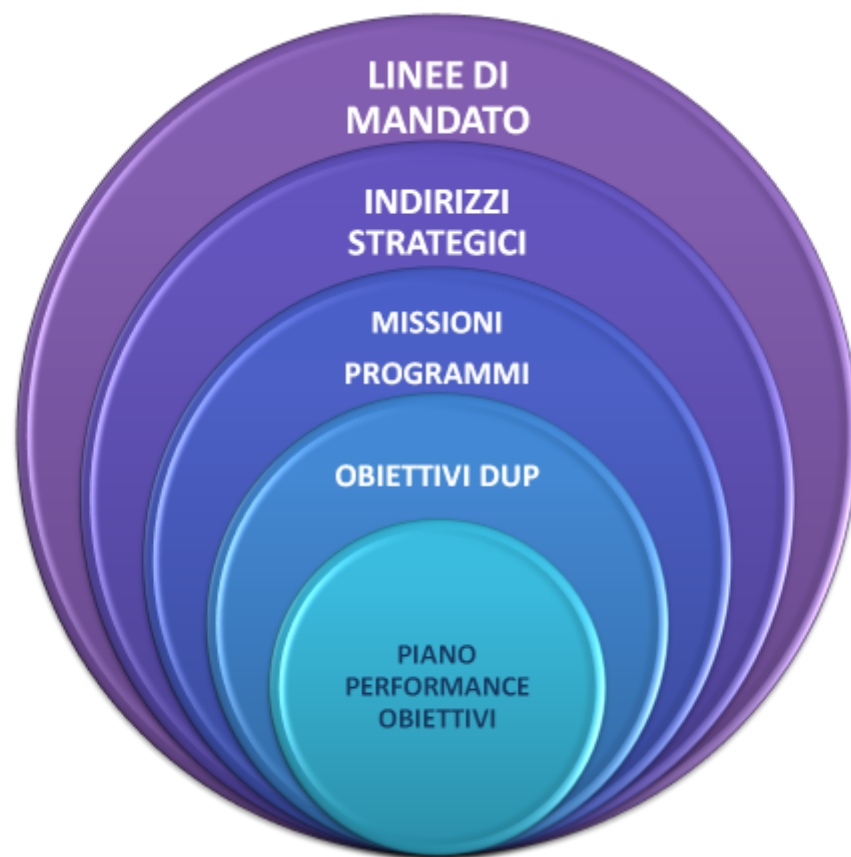 LINEE DI
MANDATO
INDIRIZZI
STRATEGICI
MISSIONI
PROGRAMMI
OBIETTIVI DUP
PIANO
PERFORMANCE
OBIETTIVI